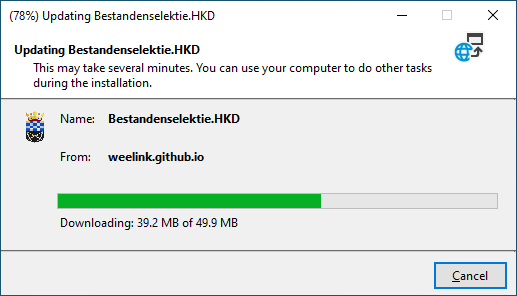 (78%) Updating Bestandenselektie.HKD
Updating Bestandenselektie.HKD
This may take several minutes. You can use your computer to do other tasks
during the installation.
Name: Bestandenselektie.HKD
From: weelink.github.io
Downloading: 39.2 MB of 49.9 MB
Cancel